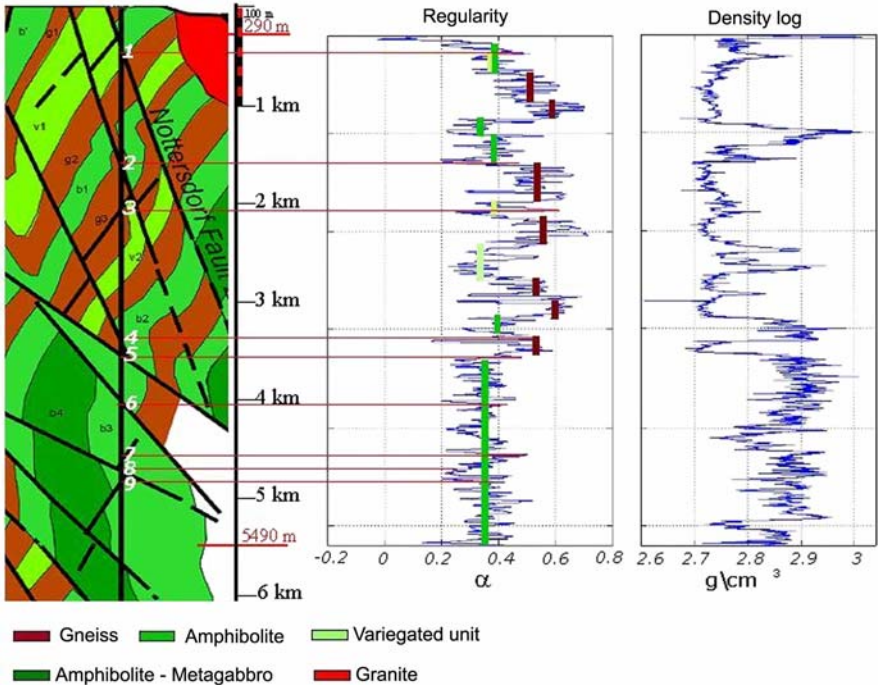 Regularity
Density log
100 m
290 m
b'
g1
1
1 km
v1
Nottersdorf Fault
g2
b1
2
2 km
g3
3
v2
3 km
b2
4
5
4 km
6
b4
b3
7
8
9
5 km
5490 m
6 km
-0.2 0 0.2 0.4 0.6 0.8
α
2.6 2.7 2.8 2.9 3
g\cm 3
Gneiss Amphibolite Variegated unit
Amphibolite - Metagabbro Granite